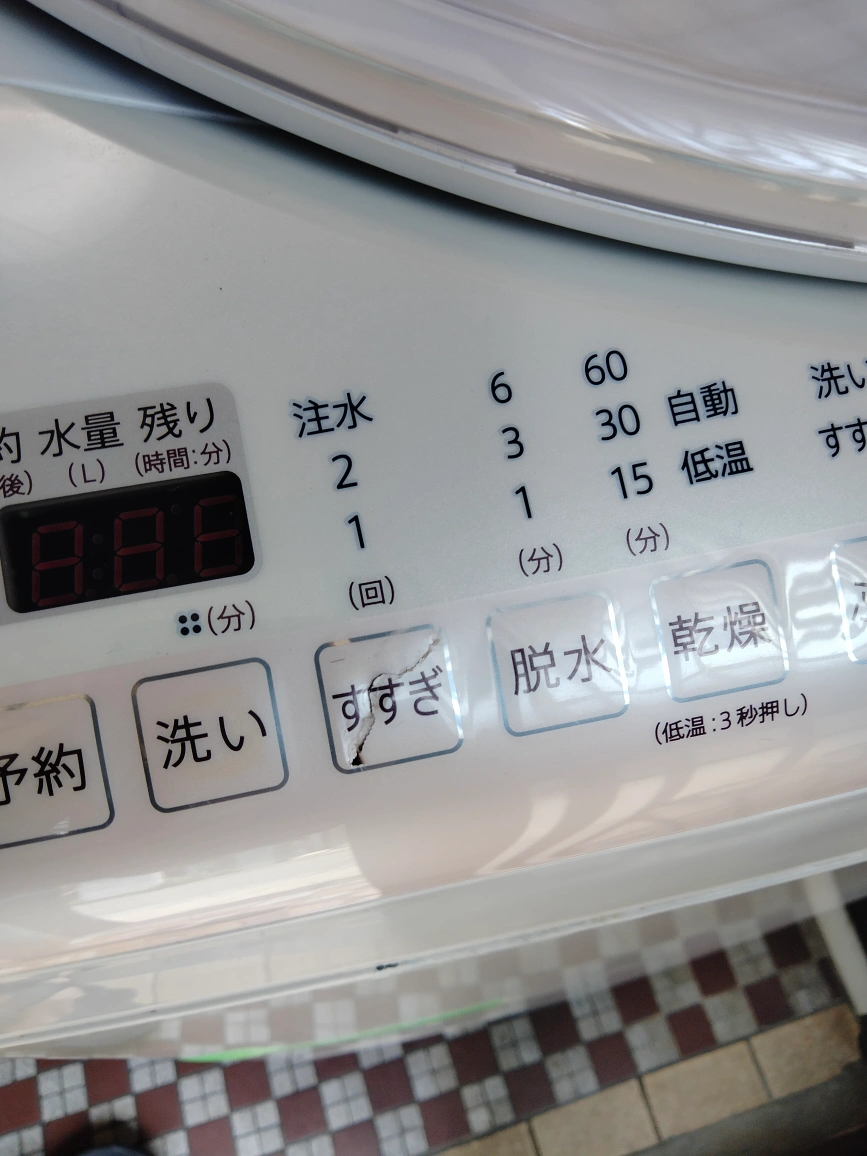 約 水量 残り
後) (L) (時間:分)
(分)
注水
2
1
(回)
6
3
1
(分)
60
30
15
(分)
自動
低温
洗い
すす
予約
洗い
すすぎ
脱水
乾燥
(低温:3秒押し)